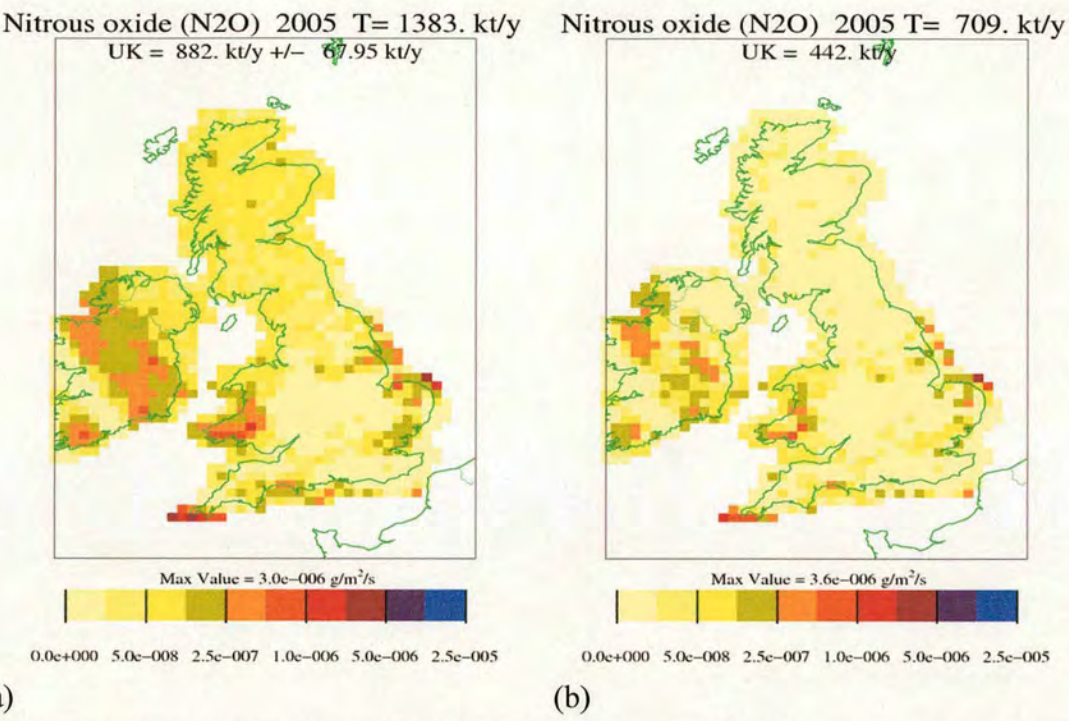 Nitrous oxide (N2O) 2005 T= 1383. kt/y
UK = 882. kt/y +/− 67.95 kt/y
Max Value = 3.0e−006 g/m²/s
0.0e+000 5.0e−008 2.5e−007 1.0e−006 5.0e−006 2.5e−005
Nitrous oxide (N2O) 2005 T= 709. kt/y
UK = 442. kt/y
Max Value = 3.6e−006 g/m²/s
0.0e+000 5.0e−008 2.5e−007 1.0e−006 5.0e−006 2.5e−005
(b)